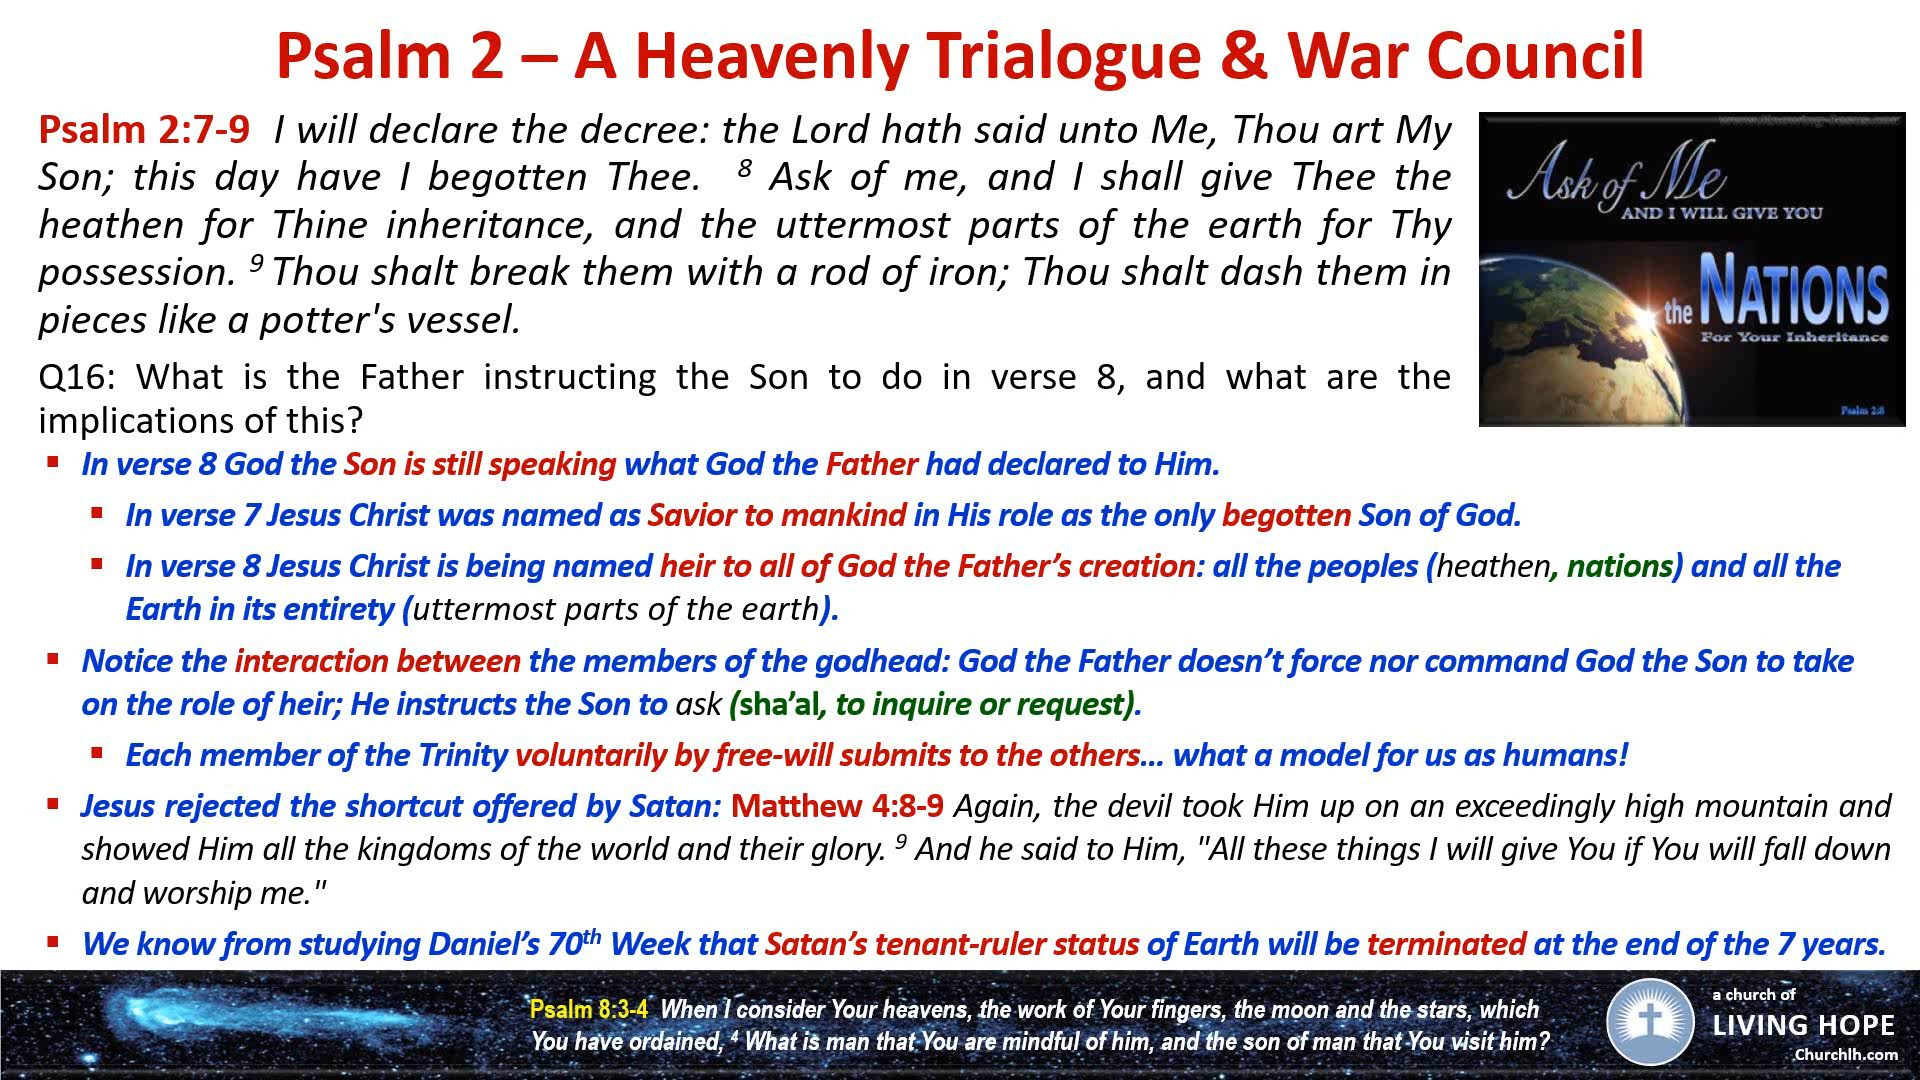 Psalm 2 – A Heavenly Trialogue & War Council
Psalm 2:7-9 I will declare the decree: the Lord hath said unto Me, Thou art My
Son; this day have I begotten Thee. 8 Ask of me, and I shall give Thee the
heathen for Thine inheritance, and the uttermost parts of the earth for Thy
possession. 9 Thou shalt break them with a rod of iron; Thou shalt dash them in
pieces like a potter's vessel.
www.Knowing-Jesus.com
Ask of Me
AND I WILL GIVE YOU
the NATIONS
For Your Inheritance
Psalm 2:8
Q16: What is the Father instructing the Son to do in verse 8, and what are the
implications of this?
▪ In verse 8 God the Son is still speaking what God the Father had declared to Him.
▪ In verse 7 Jesus Christ was named as Savior to mankind in His role as the only begotten Son of God.
▪ In verse 8 Jesus Christ is being named heir to all of God the Father’s creation: all the peoples (heathen, nations) and all the
Earth in its entirety (uttermost parts of the earth).
▪ Notice the interaction between the members of the godhead: God the Father doesn’t force nor command God the Son to take
on the role of heir; He instructs the Son to ask (sha’al, to inquire or request).
▪ Each member of the Trinity voluntarily by free-will submits to the others… what a model for us as humans!
▪ Jesus rejected the shortcut offered by Satan: Matthew 4:8-9 Again, the devil took Him up on an exceedingly high mountain and
showed Him all the kingdoms of the world and their glory. 9 And he said to Him, "All these things I will give You if You will fall down
and worship me."
▪ We know from studying Daniel’s 70th Week that Satan’s tenant-ruler status of Earth will be terminated at the end of the 7 years.
Psalm 8:3-4 When I consider Your heavens, the work of Your fingers, the moon and the stars, which
You have ordained, 4 What is man that You are mindful of him, and the son of man that You visit him?
a church of
LIVING HOPE
Churchlh.com